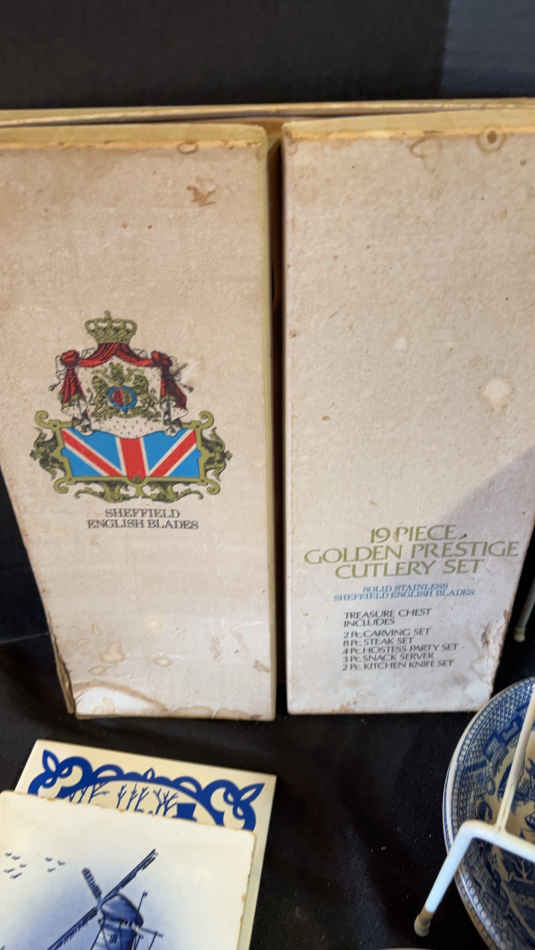 SHEFFIELD
ENGLISH BLADES
19 PIECE
GOLDEN PRESTIGE
CUTLERY SET
SOLID STAINLESS
SHEFFIELD ENGLISH BLADES
TREASURE CHEST
INCLUDES
2 Pc. CARVING SET
8 Pc. STEAK SET
4 Pc. HOSTESS PARTY SET
3 Pc. SNACK SERVER
2 Pc. KITCHEN KNIFE SET